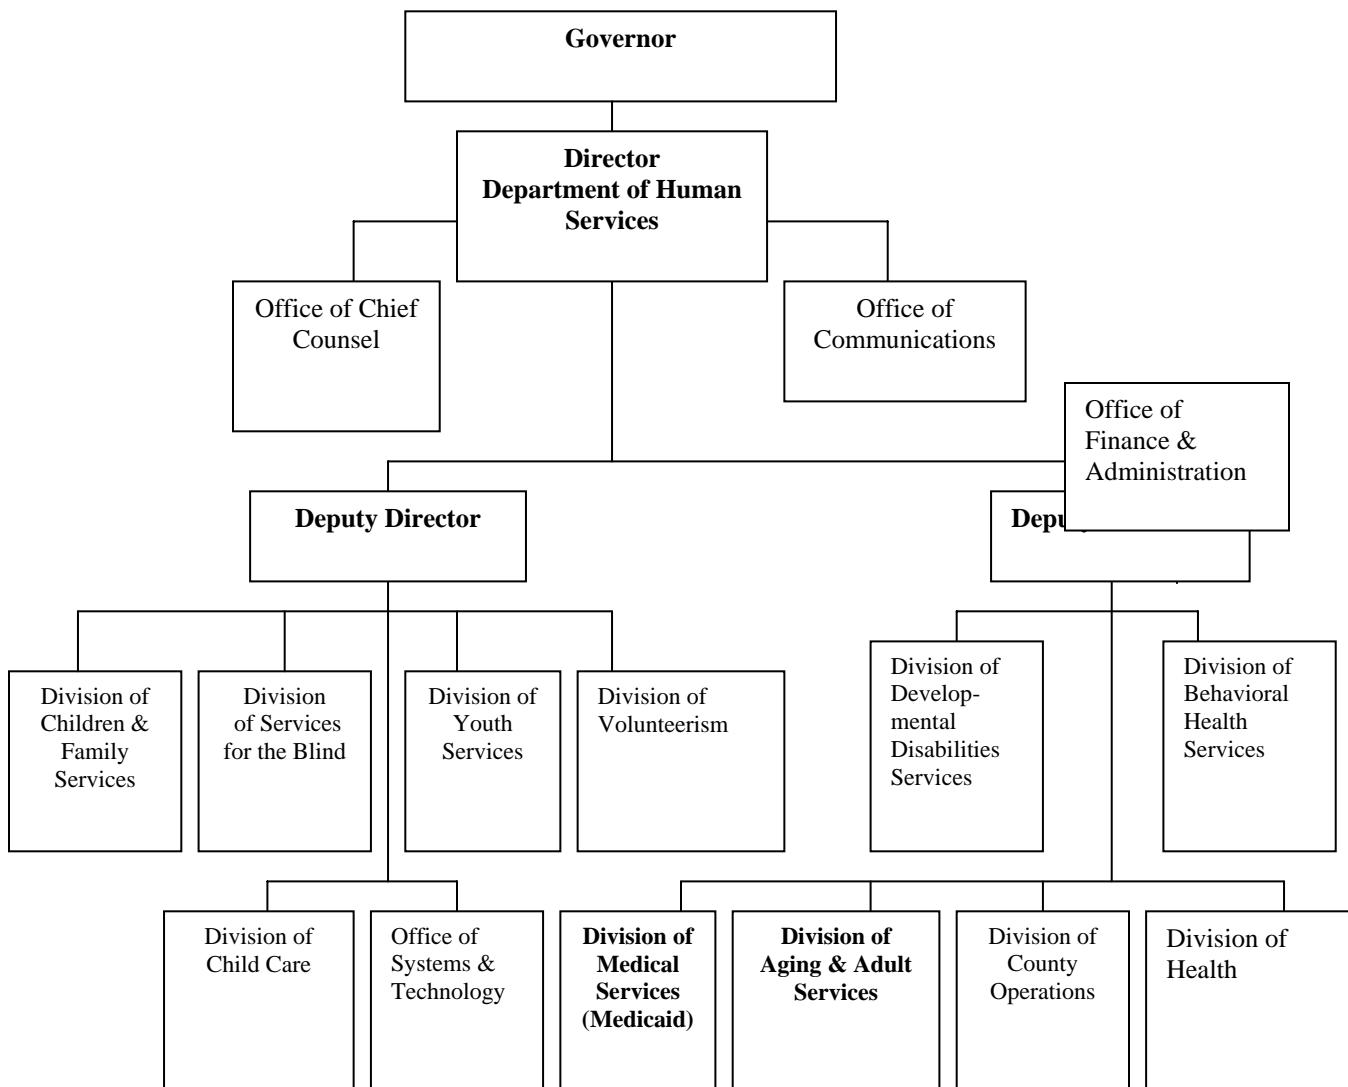 Governor
Director
Department of Human
Services
Office of Chief
Counsel
Office of
Communications
Office of
Finance &
Administration
Deputy Director
Division of
Children &
Family
Services
Division
of Services
for the Blind
Division of
Youth
Services
Division of
Volunteerism
Division of
Develop-
mental
Disabilities
Services
Division of
Behavioral
Health
Services
Division of
Child Care
Office of
Systems &
Technology
Division of
Medical
Services
(Medicaid)
Division of
Aging & Adult
Services
Division of
County
Operations
Division of
Health